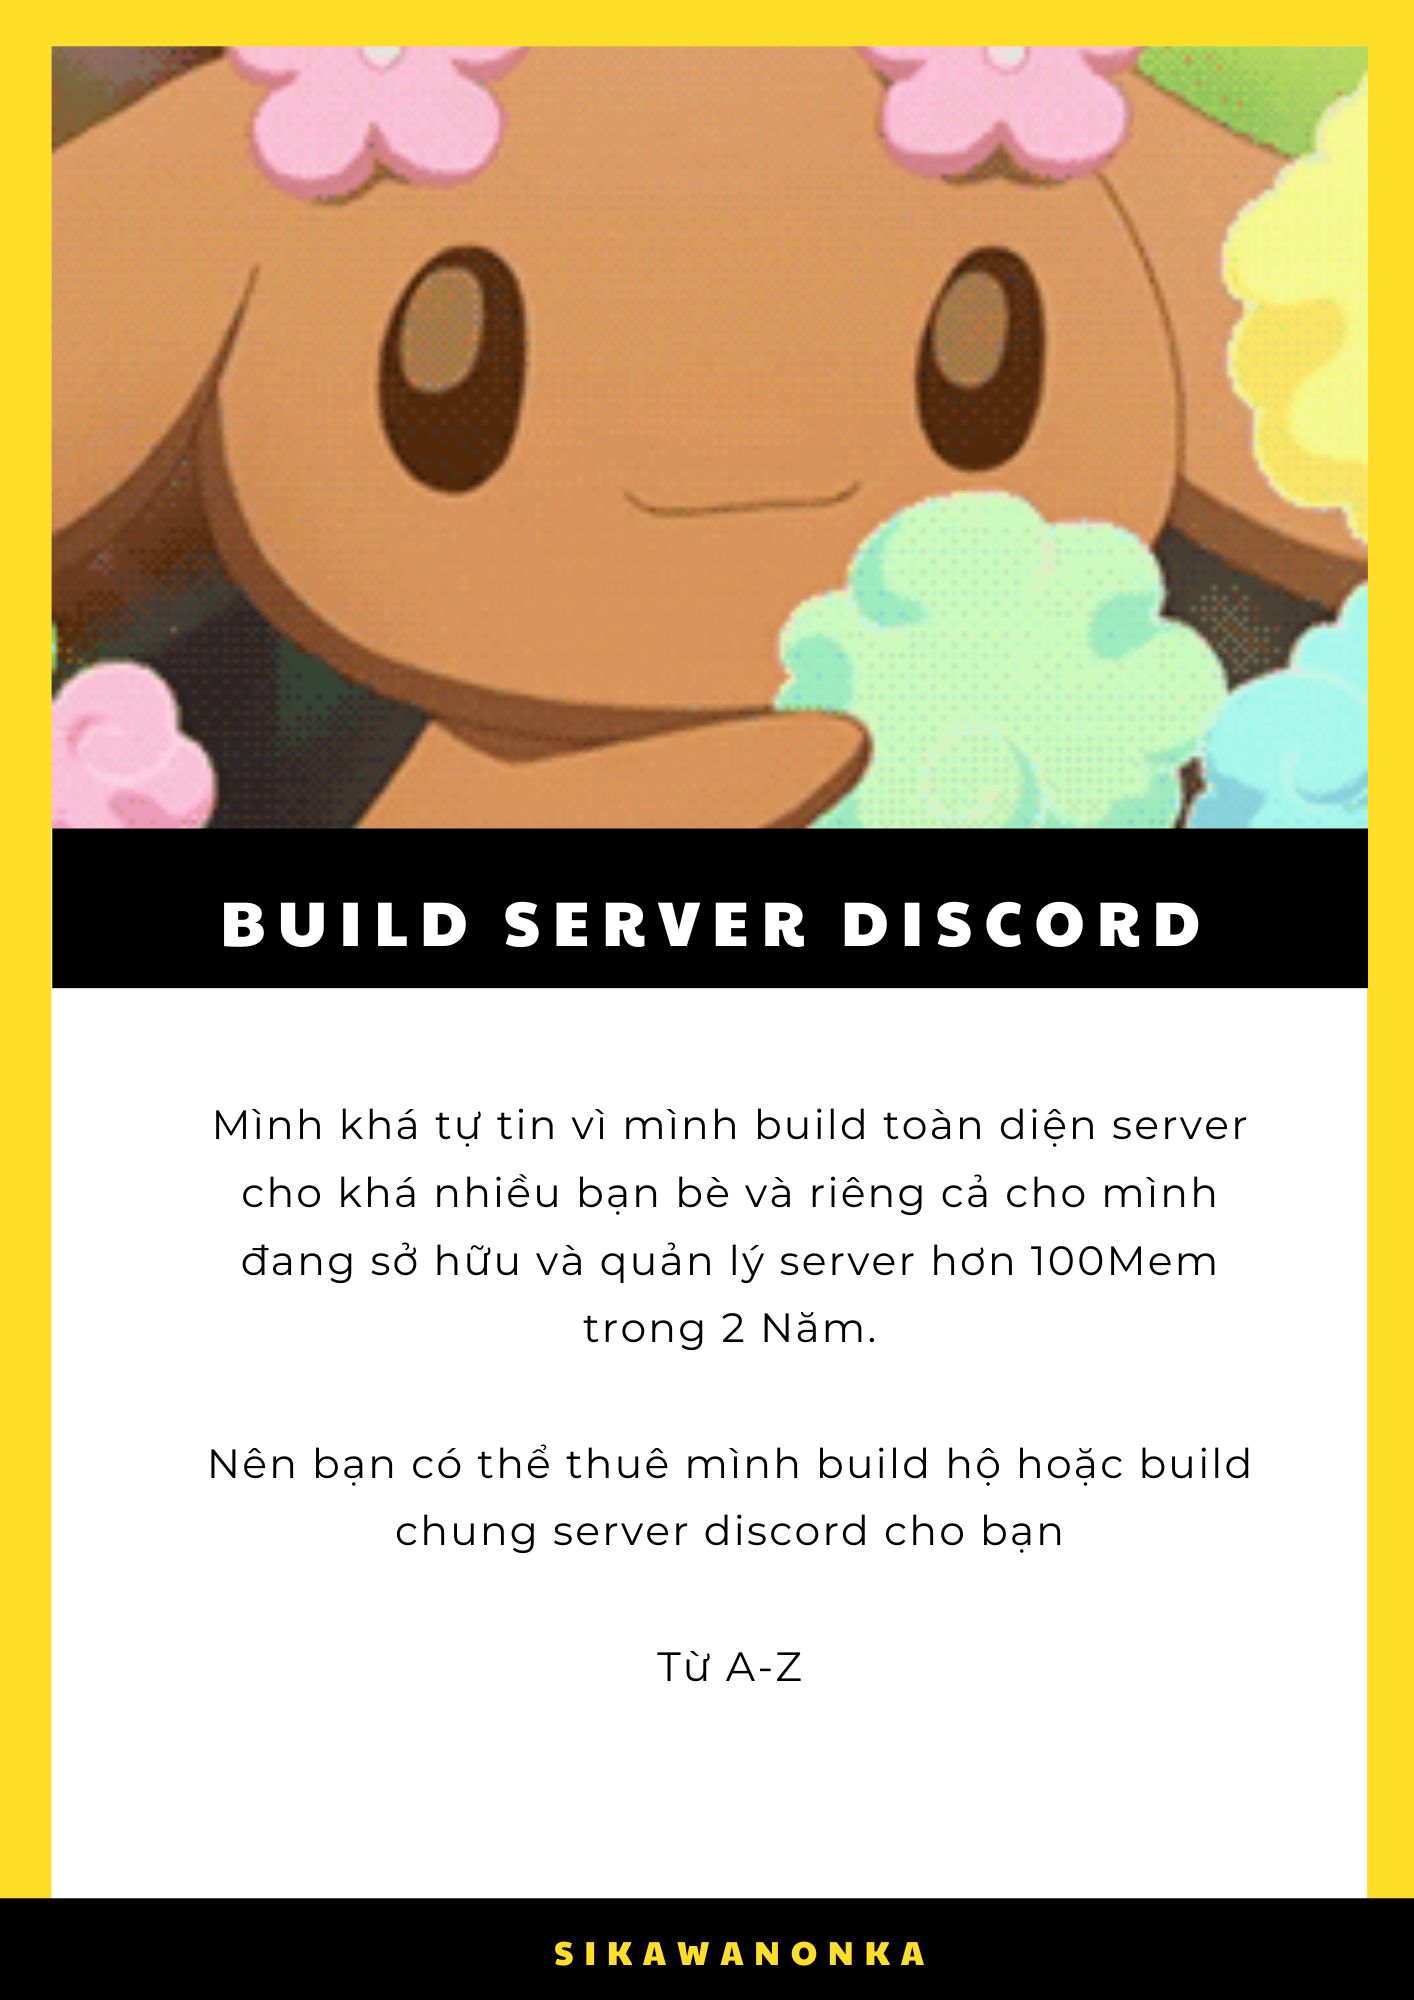 BUILD SERVER DISCORD
Mình khá tự tin vì mình build toàn diện server
cho khá nhiều bạn bè và riêng cả cho mình
đang sở hữu và quản lý server hơn 100Mem
trong 2 Năm.
Nên bạn có thể thuê mình build hộ hoặc build
chung server discord cho bạn
Từ A-Z
SIKAWANONKA